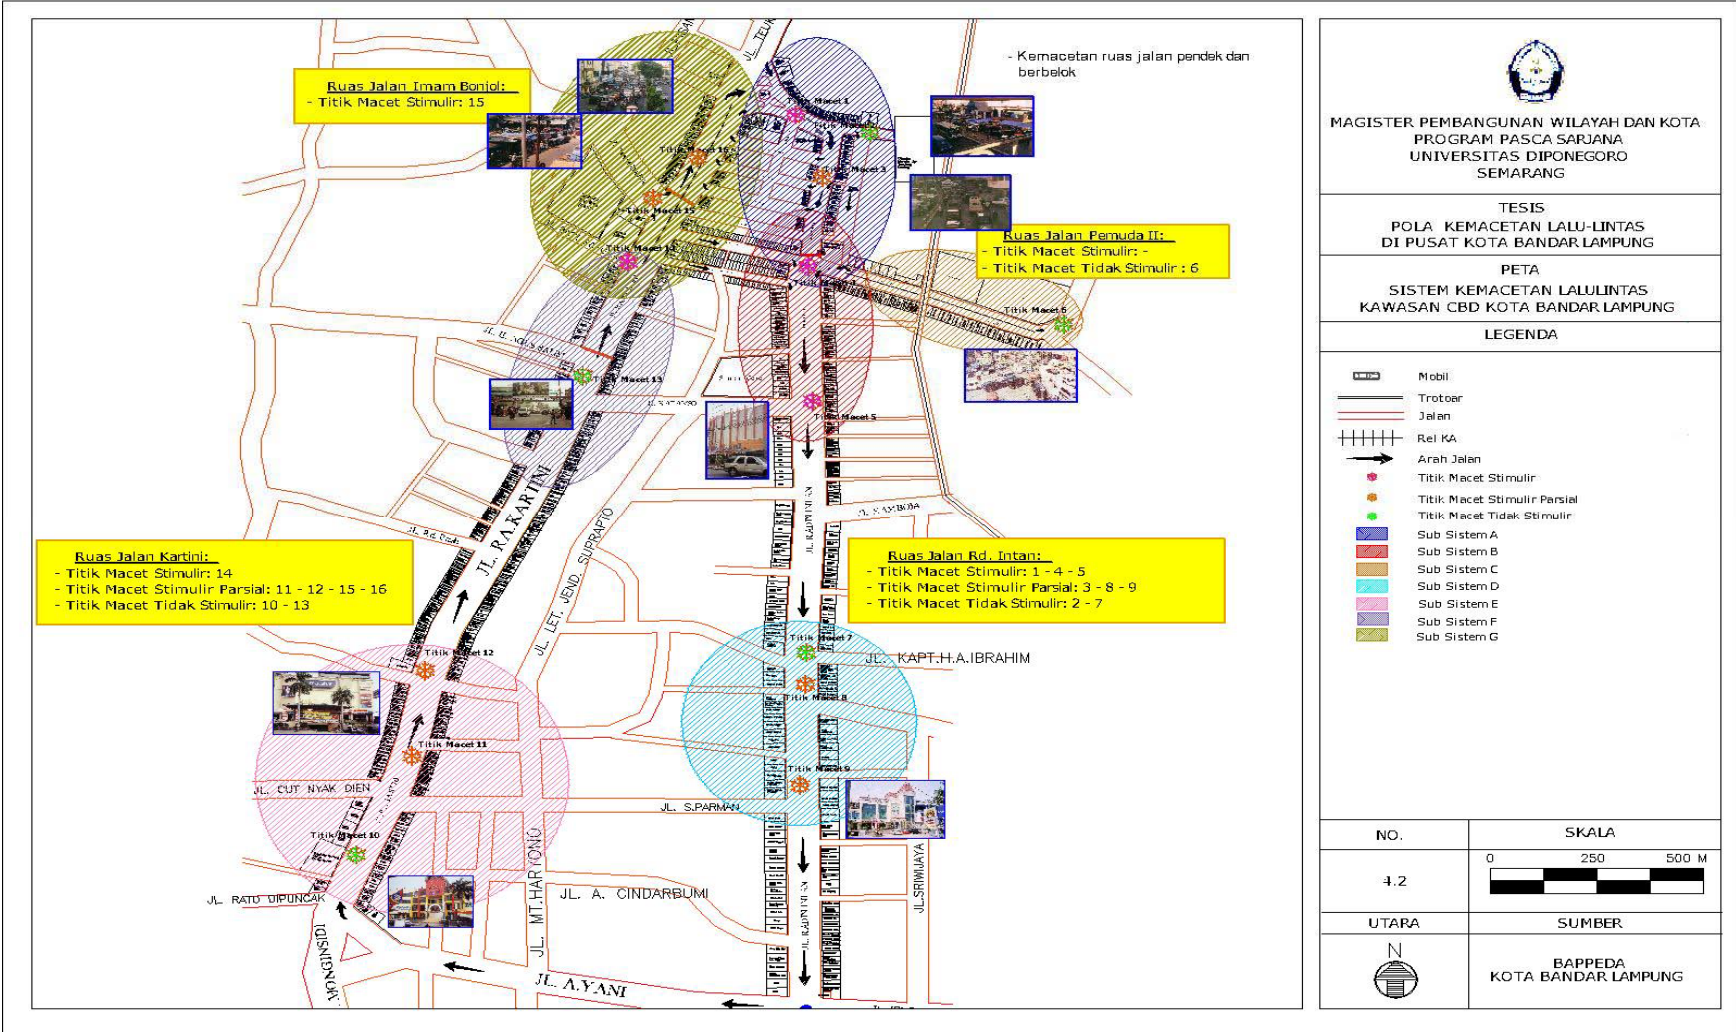 - Kemacetan ruas jalan pendek dan
berbelok
Ruas Jalan Imam Bonjol:
- Titik Macet Stimulir: 15
Ruas Jalan Pemuda II:
- Titik Macet Stimulir: -
- Titik Macet Tidak Stimulir : 6
Ruas Jalan Kartini:
- Titik Macet Stimulir: 14
- Titik Macet Stimulir Parsial: 11 - 12 - 15 - 16
- Titik Macet Tidak Stimulir: 10 - 13
Ruas Jalan Rd. Intan:
- Titik Macet Stimulir: 1 - 4 - 5
- Titik Macet Stimulir Parsial: 3 - 8 - 9
- Titik Macet Tidak Stimulir: 2 - 7
Titik Macet 1
Titik Macet
Titik Macet 3
Titik Macet 16
Titik Macet 15
Titik Macet
Titik Macet 6
Titik Macet 13
Titik Macet 5
Titik Macet 7
Titik Macet 8
Titik Macet 9
Titik Macet 12
Titik Macet 11
Titik Macet 10
JL. TEUK
JL. RA. KARTINI
JL. LET. JEND. SUPRAPTO
JL. RADIN INTAN
JL. KAMBOJA
JL. KAPT.H.A.IBRAHIM
JL. CUT NYAK DIEN
JL. S.PARMAN
JL. RATU DIPUNCAK
JL. MT.HARYONO
JL. A. CINDARBUMI
JL.SRIWIJAYA
JL. RADIN INTAN
JL. A.YANI
MAGISTER PEMBANGUNAN WILAYAH DAN KOTA
PROGRAM PASCA SARJANA
UNIVERSITAS DIPONEGORO
SEMARANG
TESIS
POLA KEMACETAN LALU-LINTAS
DI PUSAT KOTA BANDAR LAMPUNG
PETA
SISTEM KEMACETAN LALULINTAS
KAWASAN CBD KOTA BANDAR LAMPUNG
LEGENDA
Mobil
Trotoar
Jalan
Rel KA
Arah Jalan
Titik Macet Stimulir
Titik Macet Stimulir Parsial
Titik Macet Tidak Stimulir
Sub Sistem A
Sub Sistem B
Sub Sistem C
Sub Sistem D
Sub Sistem E
Sub Sistem F
Sub Sistem G
NO.
SKALA
4.2
0 250 500 M
UTARA
SUMBER
N
BAPPEDA
KOTA BANDAR LAMPUNG